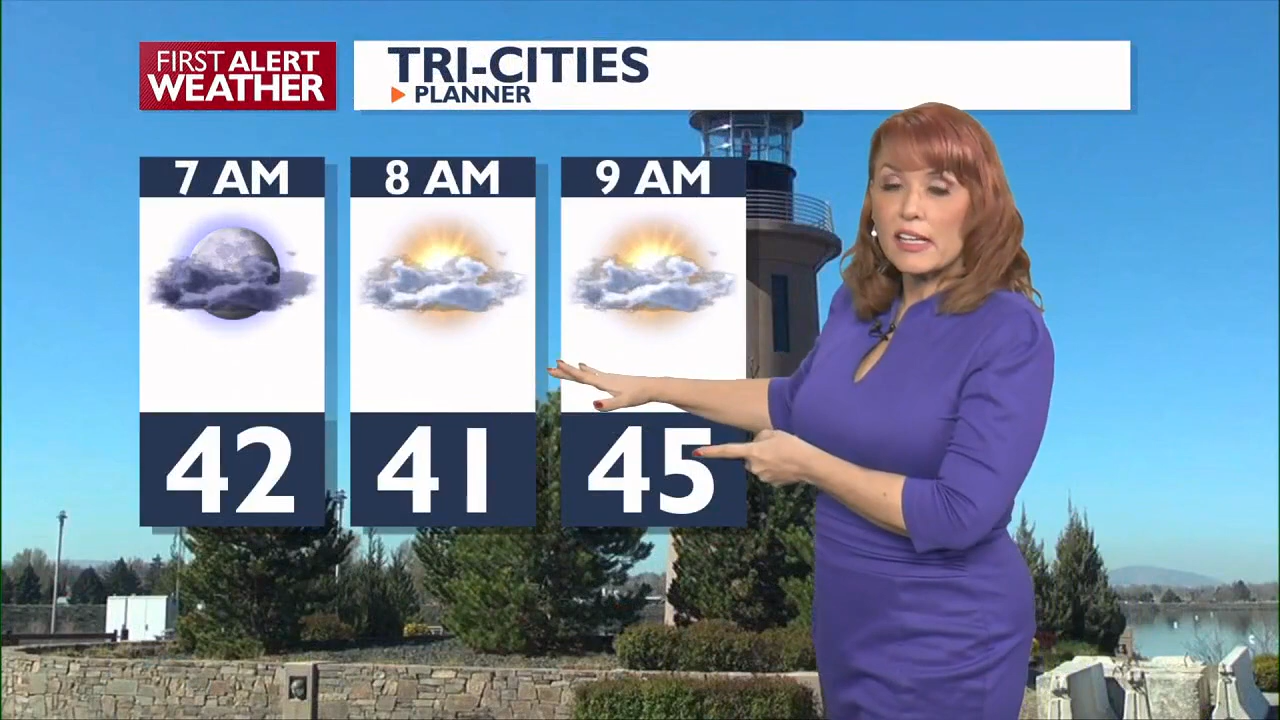 FIRST ALERT
WEATHER
TRI-CITIES
PLANNER
7 AM
8 AM
9 AM
42
41
45